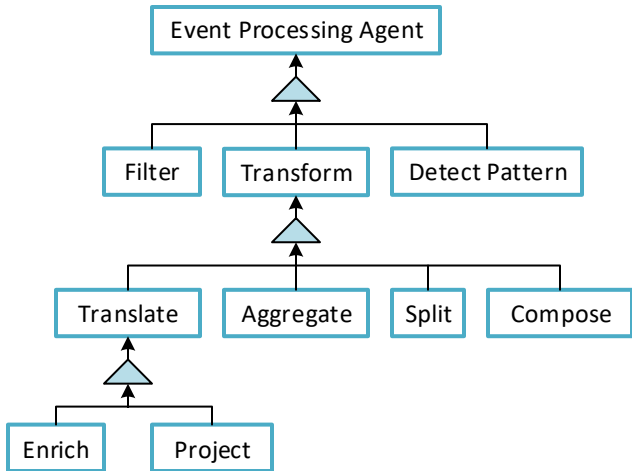 Event Processing Agent
Filter
Transform
Detect Pattern
Translate
Aggregate
Split
Compose
Enrich
Project